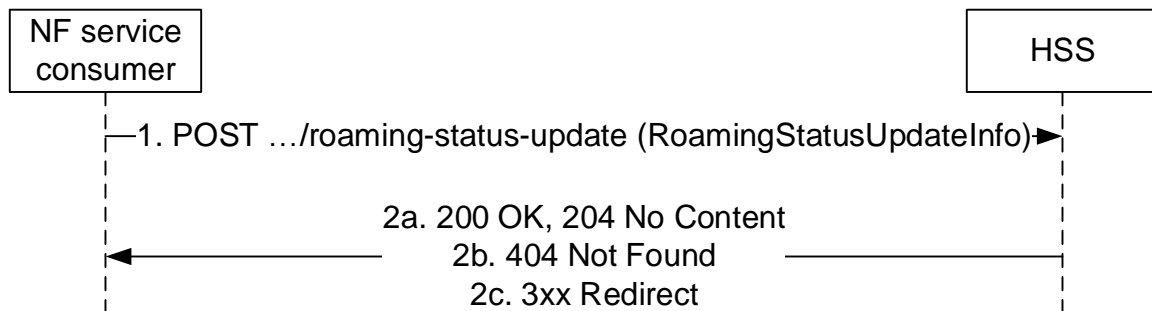 NF service
consumer
HSS
1. POST …/roaming-status-update (RoamingStatusUpdateInfo)
2a. 200 OK, 204 No Content
2b. 404 Not Found
2c. 3xx Redirect